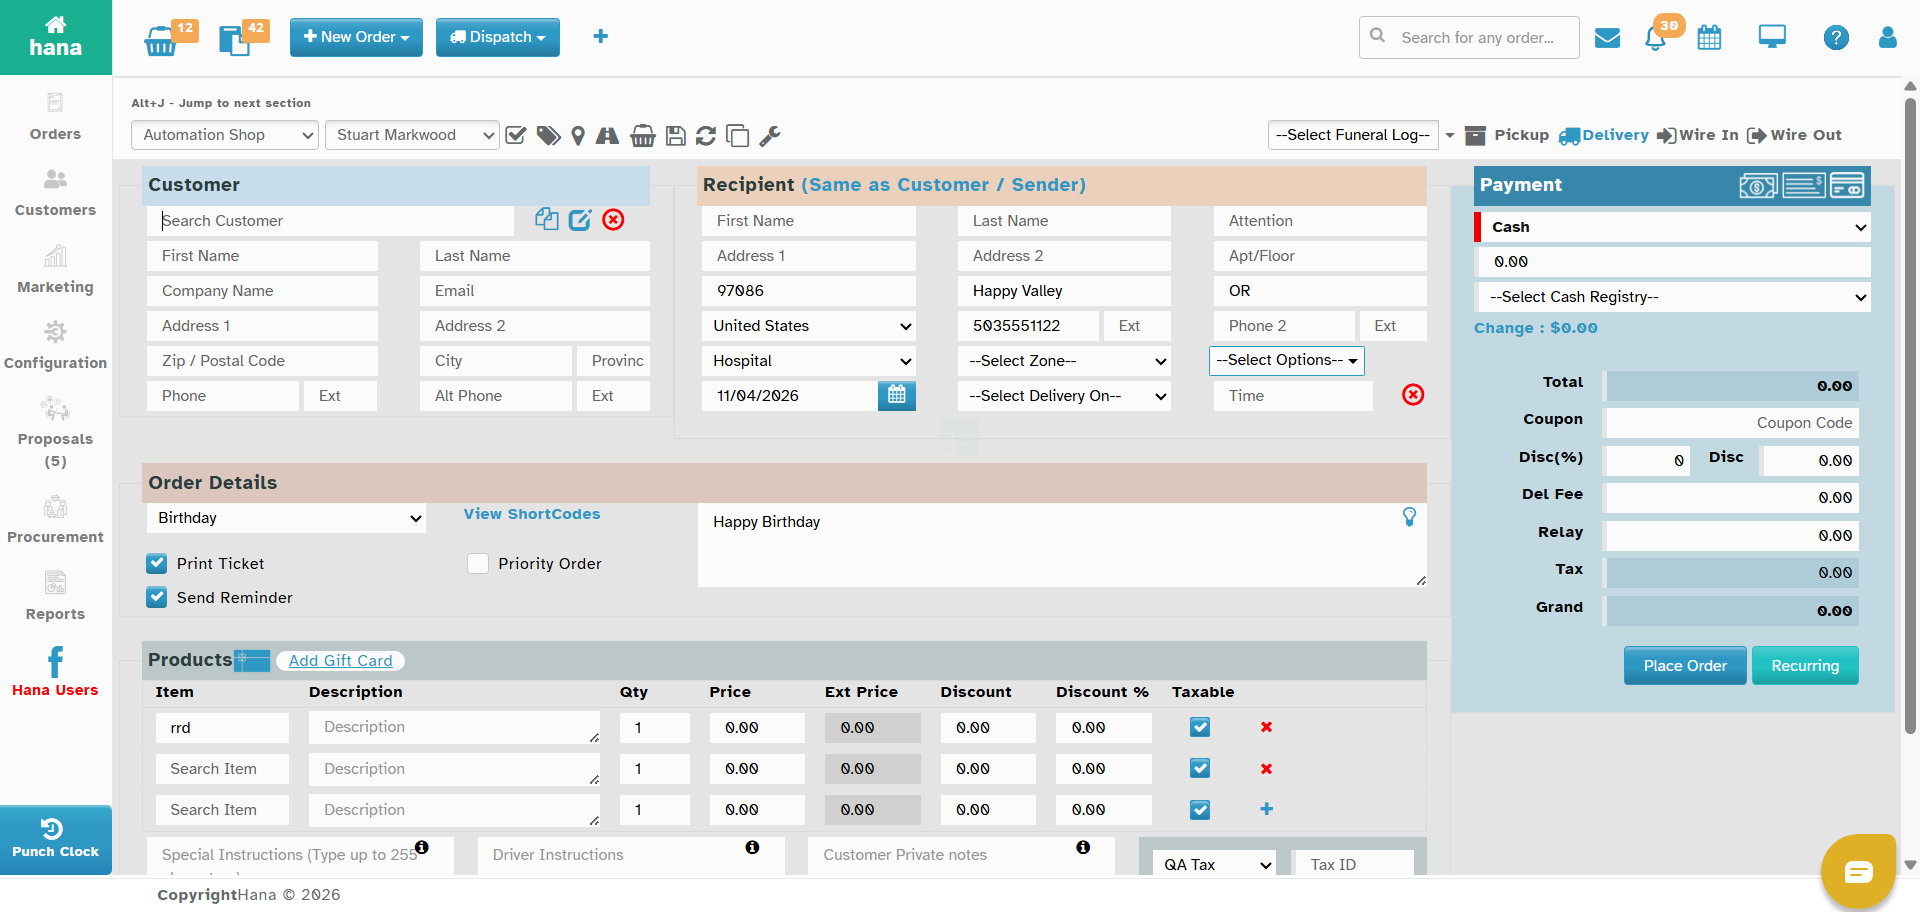 hana
12
42
New Order
Dispatch
Search for any order...
30
Orders
Customers
Marketing
Configuration
Proposals
(5)
Procurement
Reports
Hana Users
Punch Clock
Alt+J - Jump to next section
Automation Shop
Stuart Markwood
--Select Funeral Log--
Pickup
Delivery
Wire In
Wire Out
Customer
Search Customer
First Name
Last Name
Company Name
Email
Address 1
Address 2
Zip / Postal Code
City
Provinc
Phone
Ext
Alt Phone
Ext
Recipient (Same as Customer / Sender)
First Name
Last Name
Attention
Address 1
Address 2
Apt/Floor
97086
Happy Valley
OR
United States
5035551122
Ext
Phone 2
Ext
Hospital
--Select Zone--
--Select Options--
11/04/2026
--Select Delivery On--
Time
Payment
Cash
0.00
--Select Cash Registry--
Change : $0.00
Total 0.00
Coupon Coupon Code
Disc(%) 0 Disc 0.00
Del Fee 0.00
Relay 0.00
Tax 0.00
Grand 0.00
Place Order
Recurring
Order Details
Birthday
View ShortCodes
Happy Birthday
Print Ticket
Priority Order
Send Reminder
Products
Add Gift Card
Item Description Qty Price Ext Price Discount Discount % Taxable
rrd Description 1 0.00 0.00 0.00 0.00
Search Item Description 1 0.00 0.00 0.00 0.00
Search Item Description 1 0.00 0.00 0.00 0.00
Special Instructions (Type up to 255
Driver Instructions
Customer Private notes
QA Tax
Tax ID
CopyrightHana © 2026